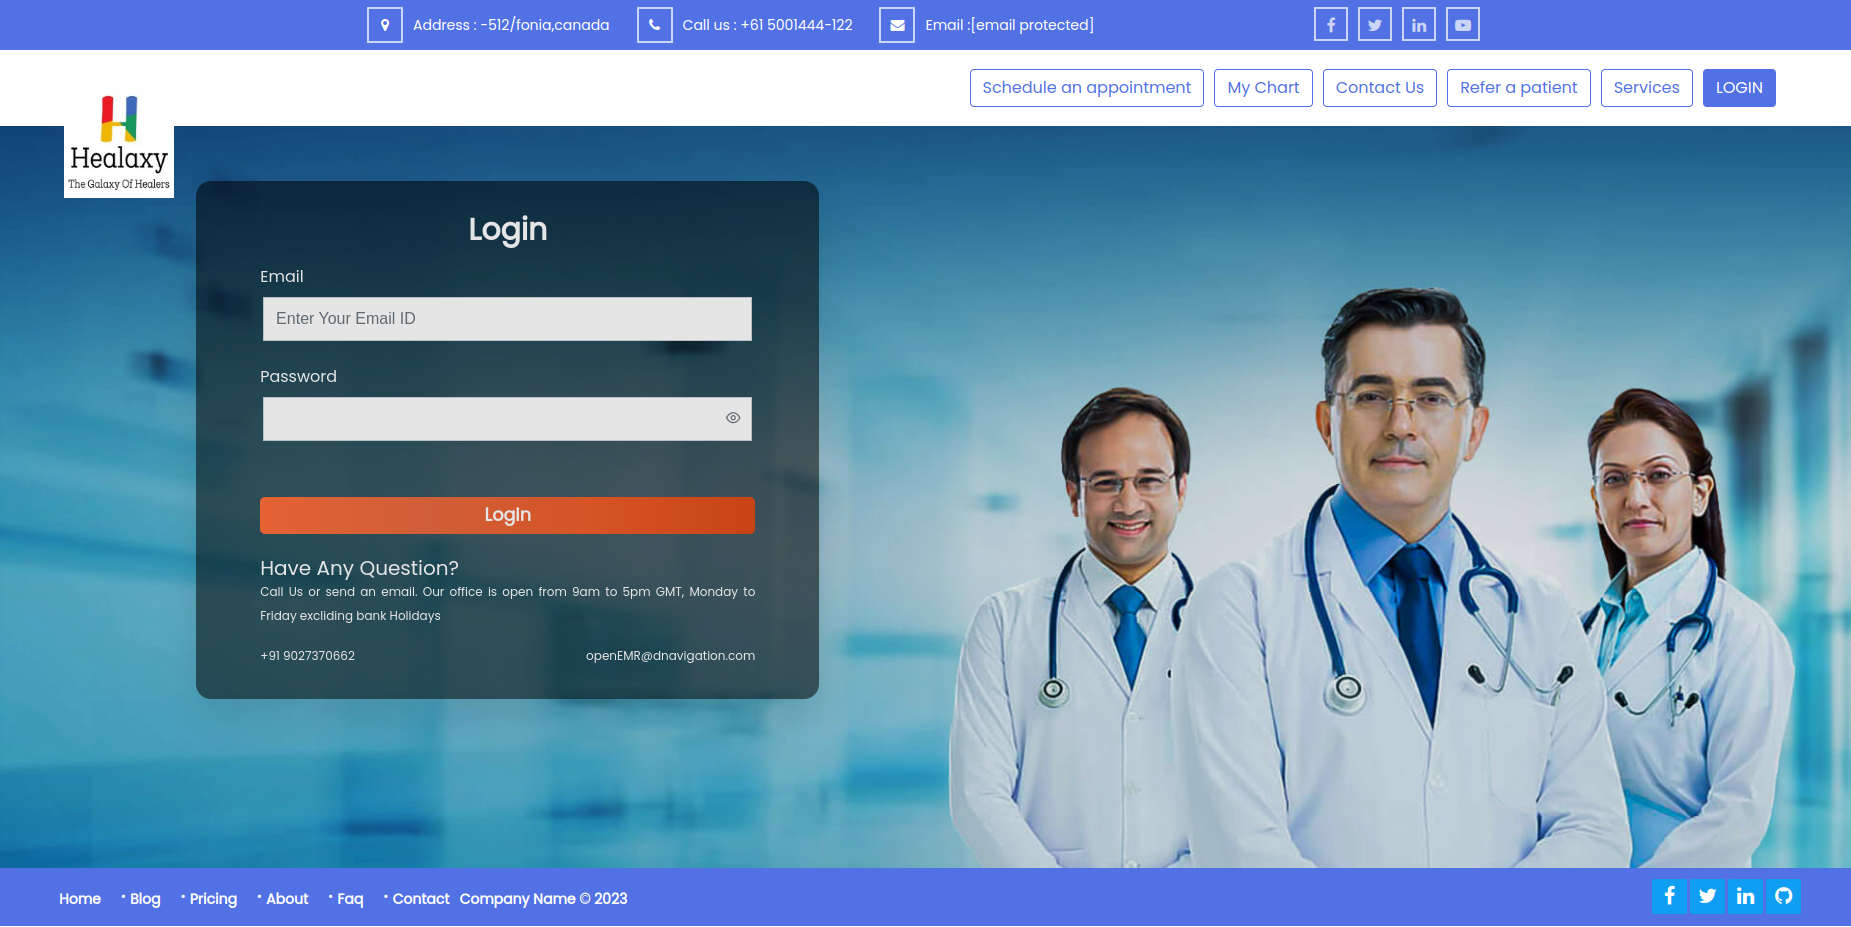 Address : -512/fonia,canada
Call us : +61 5001444-122
Email :[email protected]
Schedule an appointment
My Chart
Contact Us
Refer a patient
Services
LOGIN
Healaxy
The Galaxy Of Healers
Login
Email
Enter Your Email ID
Password
LogIn
Have Any Question?
Call Us or send an email. Our office is open from 9am to 5pm GMT, Monday to
Friday excliding bank Holidays
+91 9027370662
openEMR@dnavigation.com
Home · Blog · Pricing · About · Faq · Contact Company Name © 2023